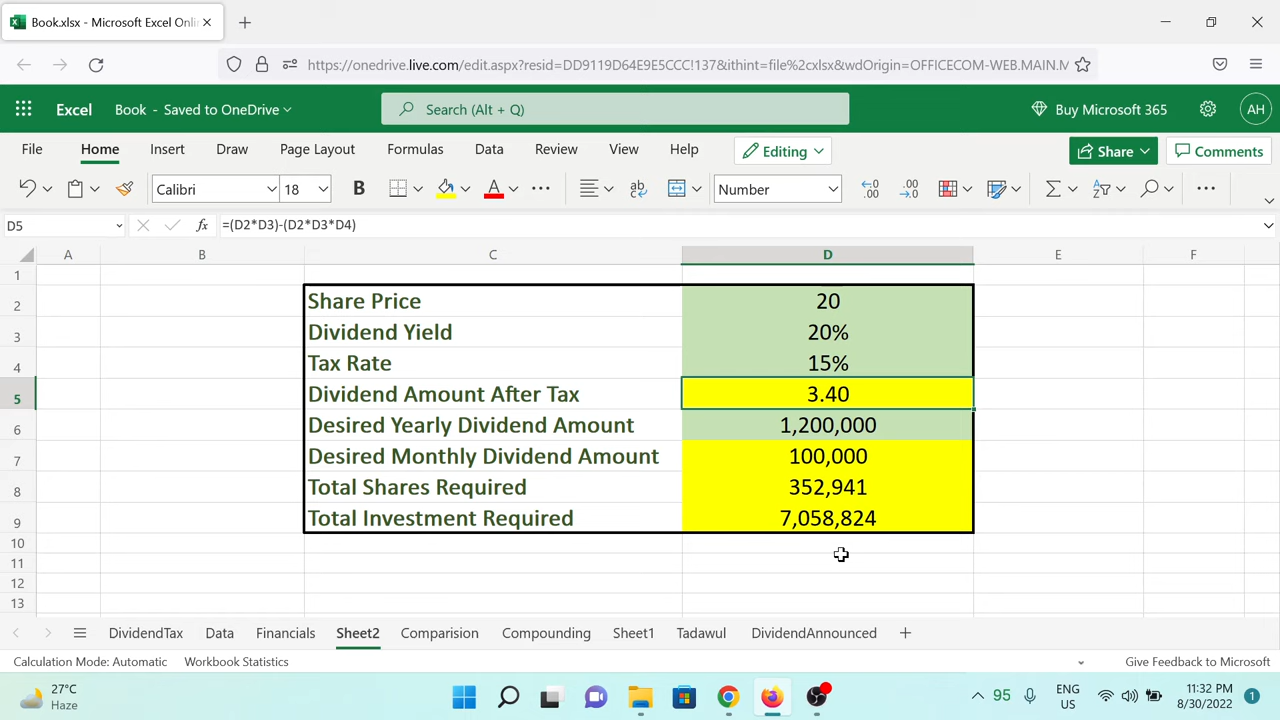 Book.xlsx - Microsoft Excel Onli
https://onedrive.live.com/edit.aspx?resid=DD9119D64E9E5CCC!137&ithint=file%2cxlsx&wdOrigin=OFFICECOM-WEB.MAIN.M
Excel Book - Saved to OneDrive Search (Alt + Q) Buy Microsoft 365 AH
File Home Insert Draw Page Layout Formulas Data Review View Help Editing Share Comments
Calibri 18 B A ab Number .00 .00
D5 fx =(D2*D3)-(D2*D3*D4)
A B C D E F
1
2 Share Price 20
3 Dividend Yield 20%
4 Tax Rate 15%
5 Dividend Amount After Tax 3.40
6 Desired Yearly Dividend Amount 1,200,000
7 Desired Monthly Dividend Amount 100,000
8 Total Shares Required 352,941
9 Total Investment Required 7,058,824
10
11
12
13
DividendTax Data Financials Sheet2 Comparision Compounding Sheet1 Tadawul DividendAnnounced
Calculation Mode: Automatic Workbook Statistics Give Feedback to Microsoft
27°C
Haze
95
ENG
US
11:32 PM
8/30/2022
1